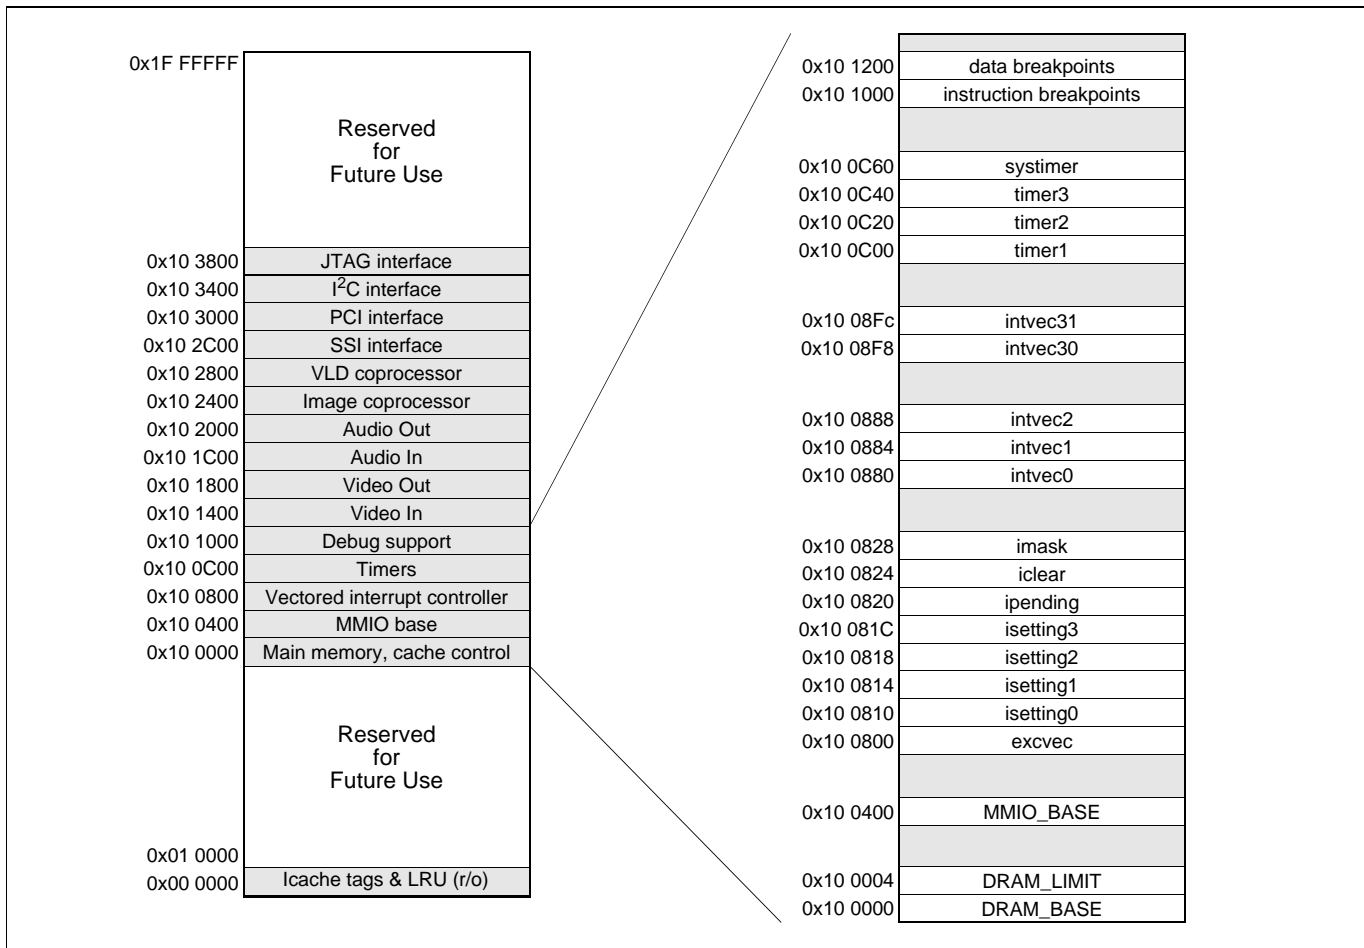 0x1F FFFFF
Reserved
for
Future Use
0x10 3800 JTAG interface
0x10 3400 I2C interface
0x10 3000 PCI interface
0x10 2C00 SSI interface
0x10 2800 VLD coprocessor
0x10 2400 Image coprocessor
0x10 2000 Audio Out
0x10 1C00 Audio In
0x10 1800 Video Out
0x10 1400 Video In
0x10 1000 Debug support
0x10 0C00 Timers
0x10 0800 Vectored interrupt controller
0x10 0400 MMIO base
0x10 0000 Main memory, cache control
Reserved
for
Future Use
0x01 0000
0x00 0000 Icache tags & LRU (r/o)
0x10 1200 data breakpoints
0x10 1000 instruction breakpoints
0x10 0C60 systimer
0x10 0C40 timer3
0x10 0C20 timer2
0x10 0C00 timer1
0x10 08Fc intvec31
0x10 08F8 intvec30
0x10 0888 intvec2
0x10 0884 intvec1
0x10 0880 intvec0
0x10 0828 imask
0x10 0824 iclear
0x10 0820 ipending
0x10 081C isetting3
0x10 0818 isetting2
0x10 0814 isetting1
0x10 0810 isetting0
0x10 0800 excvec
0x10 0400 MMIO_BASE
0x10 0004 DRAM_LIMIT
0x10 0000 DRAM_BASE